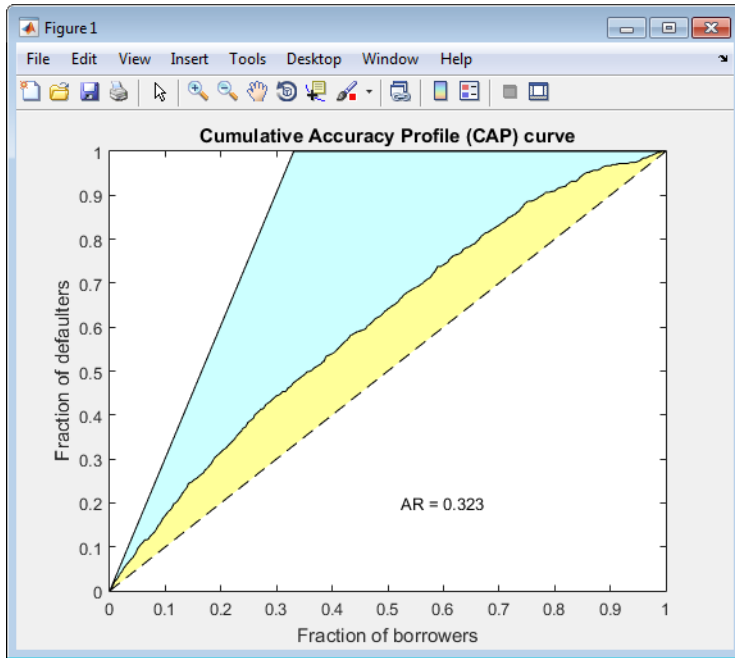 Figure 1
File Edit View Insert Tools Desktop Window Help
Cumulative Accuracy Profile (CAP) curve
1
0.9
0.8
0.7
0.6
0.5
0.4
0.3
0.2
0.1
0
Fraction of defaulters
AR = 0.323
0 0.1 0.2 0.3 0.4 0.5 0.6 0.7 0.8 0.9 1
Fraction of borrowers